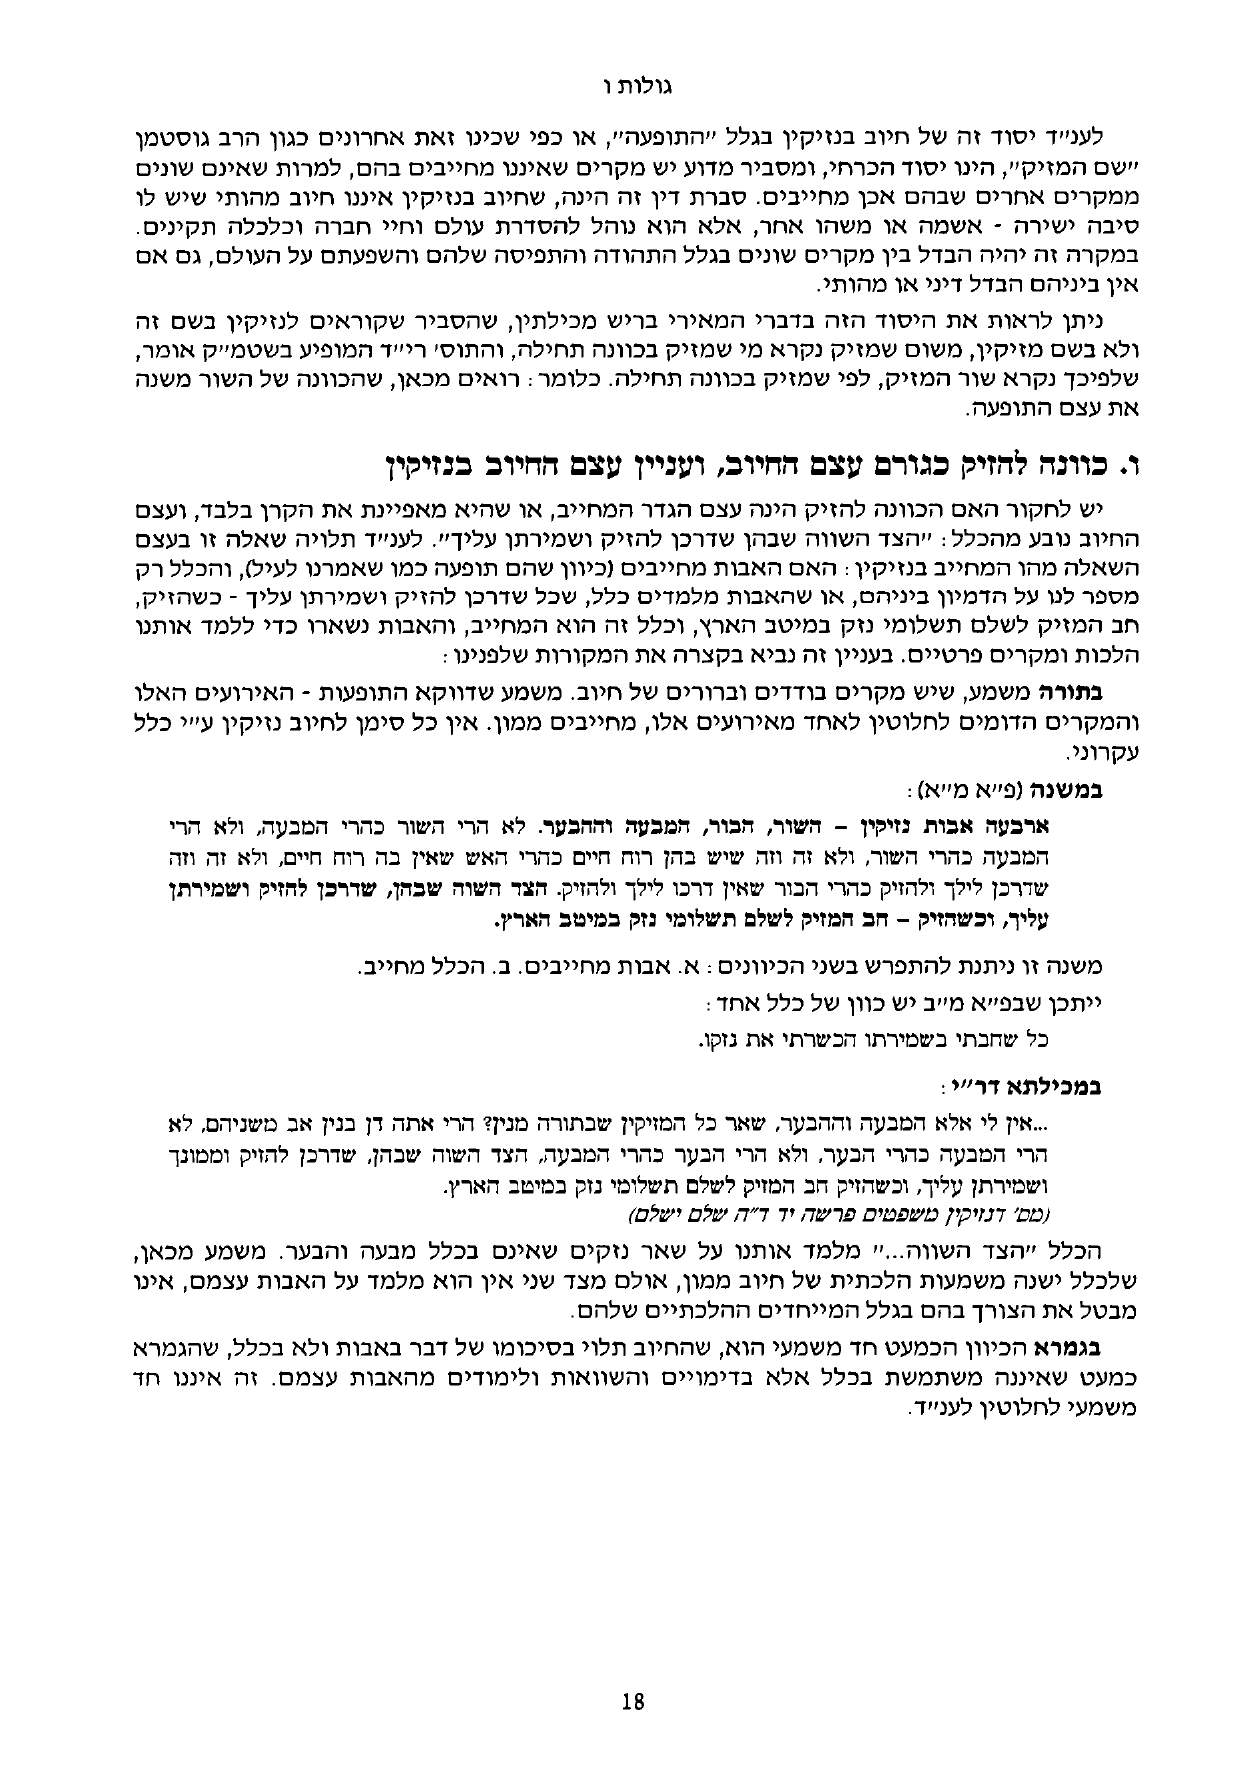 גולות ו
לענ״ד יסוד זה של חיוב בנזיקין בגלל ״התופעה״, או כפי שכינו זאת אחרונים כגון הרב גוסטמן
״שם המזיק״, הינו יסוד הכרחי, ומסביר מדוע יש מקרים שאיננו מחייבים בהם, למרות שאינם שונים
ממקרים אחרים שבהם אכן מחייבים. סברת דין זה הינה, שחיוב בנזיקין איננו חיוב מהותי שיש לו
סיבה ישירה - אשמה או משהו אחר, אלא הוא נוהל להסדרת עולם וחיי חברה וכלכלה תקינים.
במקרה זה יהיה הבדל בין מקרים שונים בגלל התהודה והתפיסה שלהם והשפעתם על העולם, גם אם
אין ביניהם הבדל דיני או מהותי.
ניתן לראות את היסוד הזה בדברי המאירי בריש מכילתין, שהסביר שקוראים לנזיקין בשם זה
ולא בשם מזיקין, משום שמזיק נקרא מי שמזיק בכוונה תחילה, והתוס׳ רי״ד המופיע בשטמ״ק אומר,
שלפיכך נקרא שור המזיק, לפי שמזיק בכוונה תחילה. כלומר: רואים מכאן, שהכוונה של השור משנה
את עצם התופעה.
ו. כוונה להזיק כגורם עצם החיוב, ועניין עצם החיוב בנזיקין
יש לחקור האם הכוונה להזיק הינה עצם הגדר המחייב, או שהיא מאפיינת את הקרן בלבד, ועצם
החיוב נובע מהכלל: ״הצד השווה שבהן שדרכן להזיק ושמירתן עליך״. לענ״ד תלויה שאלה זו בעצם
השאלה מהו המחייב בנזיקין: האם האבות מחייבים (כיוון שהם תופעה כמו שאמרנו לעיל), והכלל רק
מספר לנו על הדמיון ביניהם, או שהאבות מלמדים כלל, שכל שדרכן להזיק ושמירתן עליך - כשהזיק,
חב המזיק לשלם תשלומי נזק במיטב הארץ, וכלל זה הוא המחייב, והאבות נשארו כדי ללמד אותנו
הלכות ומקרים פרטיים. בעניין זה נביא בקצרה את המקורות שלפנינו:
בתורה משמע, שיש מקרים בודדים וברורים של חיוב. משמע שדווקא התופעות - האירועים האלו
והמקרים הדומים לחלוטין לאחד מאירועים אלו, מחייבים ממון. אין כל סימן לחיוב נזיקין ע״י כלל
עקרוני.
במשנה (פ״א מ״א):
ארבעה אבות נזיקין – השור, הבור, המבעה וההבער. לא הרי השור כהרי המבעה, ולא הרי
המבעה כהרי השור, ולא זה וזה שיש בהן רוח חיים כהרי האש שאין בה רוח חיים, ולא זה וזה
שדרכן לילך ולהזיק כהרי הבור שאין דרכו לילך ולהזיק. הצד השוה שבהן, שדרכן להזיק ושמירתן
עליך, וכשהזיק – חב המזיק לשלם תשלומי נזק במיטב הארץ.
משנה זו ניתנת להתפרש בשני הכיוונים: א. אבות מחייבים. ב. הכלל מחייב.
ייתכן שבפ״א מ״ב יש כוון של כלל אחד:
כל שחבתי בשמירתו הכשרתי את נזקו.
במכילתא דר״י:
...אין לי אלא המבעה וההבער, שאר כל המזיקין שבתורה מנין? הרי אתה דן בנין אב משניהם, לא
הרי המבעה כהרי הבער, ולא הרי הבער כהרי המבעה, הצד השוה שבהן, שדרכן להזיק וממונך
ושמירתן עליך, וכשהזיק חב המזיק לשלם תשלומי נזק במיטב הארץ.
(מס׳ דנזיקין משפטים פרשה יד ד״ה שלם ישלם)
הכלל ״הצד השווה...״ מלמד אותנו על שאר נזקים שאינם בכלל מבעה והבער. משמע מכאן,
שלכלל ישנה משמעות הלכתית של חיוב ממון, אולם מצד שני אין הוא מלמד על האבות עצמם, אינו
מבטל את הצורך בהם בגלל המייחדים ההלכתיים שלהם.
בגמרא הכיוון הכמעט חד משמעי הוא, שהחיוב תלוי בסיכומו של דבר באבות ולא בכלל, שהגמרא
כמעט שאיננה משתמשת בכלל אלא בדימויים והשוואות ולימודים מהאבות עצמם. זה איננו חד
משמעי לחלוטין לענ״ד.
18